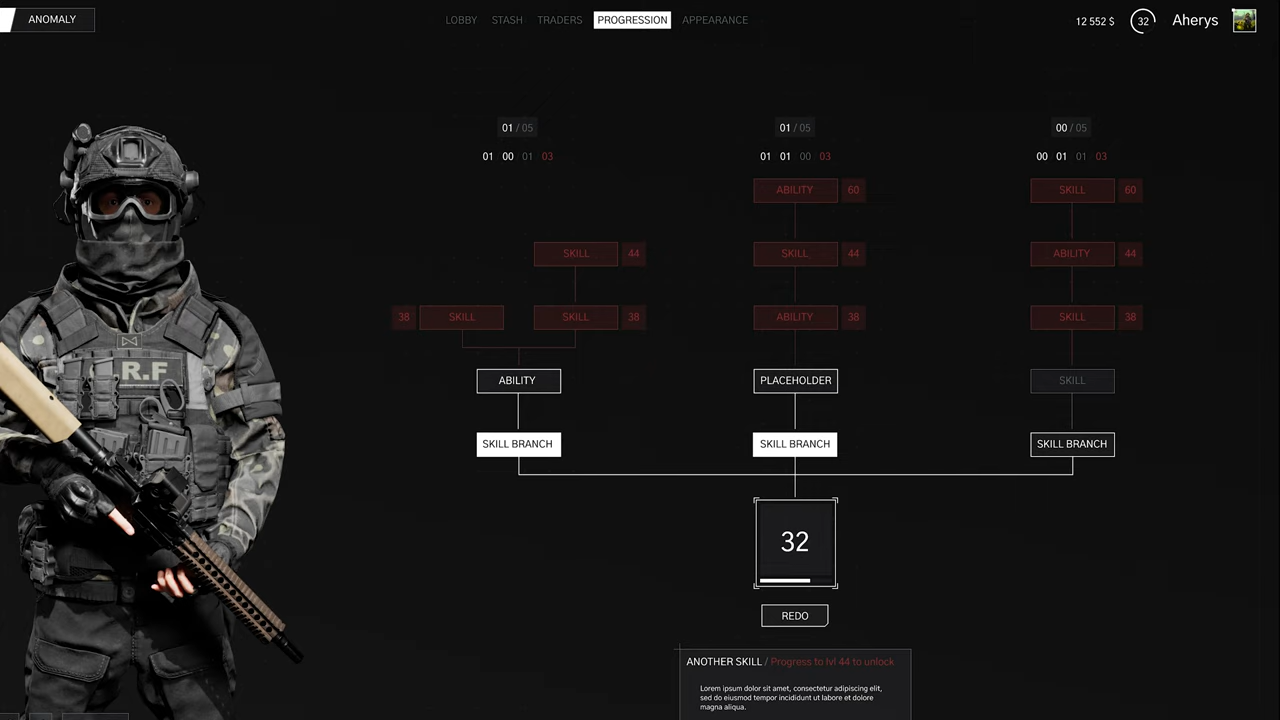 ANOMALY
LOBBY STASH TRADERS PROGRESSION APPEARANCE
12 552 $ 32 Aherys
01 / 05
01 / 05
00 / 05
01 00 01 03
01 01 00 03
00 01 01 03
ABILITY 60
SKILL 60
SKILL 44
SKILL 44
ABILITY 44
38 SKILL
SKILL 38
ABILITY 38
SKILL 38
ABILITY
PLACEHOLDER
SKILL
SKILL BRANCH
SKILL BRANCH
SKILL BRANCH
R.F
32
REDO
ANOTHER SKILL / Progress to lvl 44 to unlock
Lorem ipsum dolor sit amet, consectetur adipiscing elit,
sed do eiusmod tempor incididunt ut labore et dolore
magna aliqua.